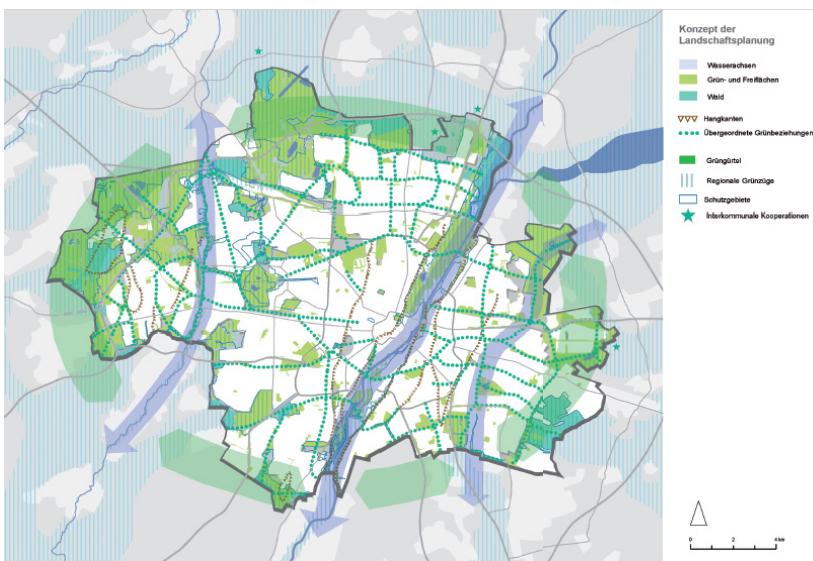 Konzept der
Landschaftsplanung
Wasserachsen
Grün- und Freiflächen
Wald
Hangkanten
Übergeordnete Grünbeziehungen
Grüngürtel
Regionale Grünzüge
Schutzgebiete
Interkommunale Kooperationen
0 2 4 km